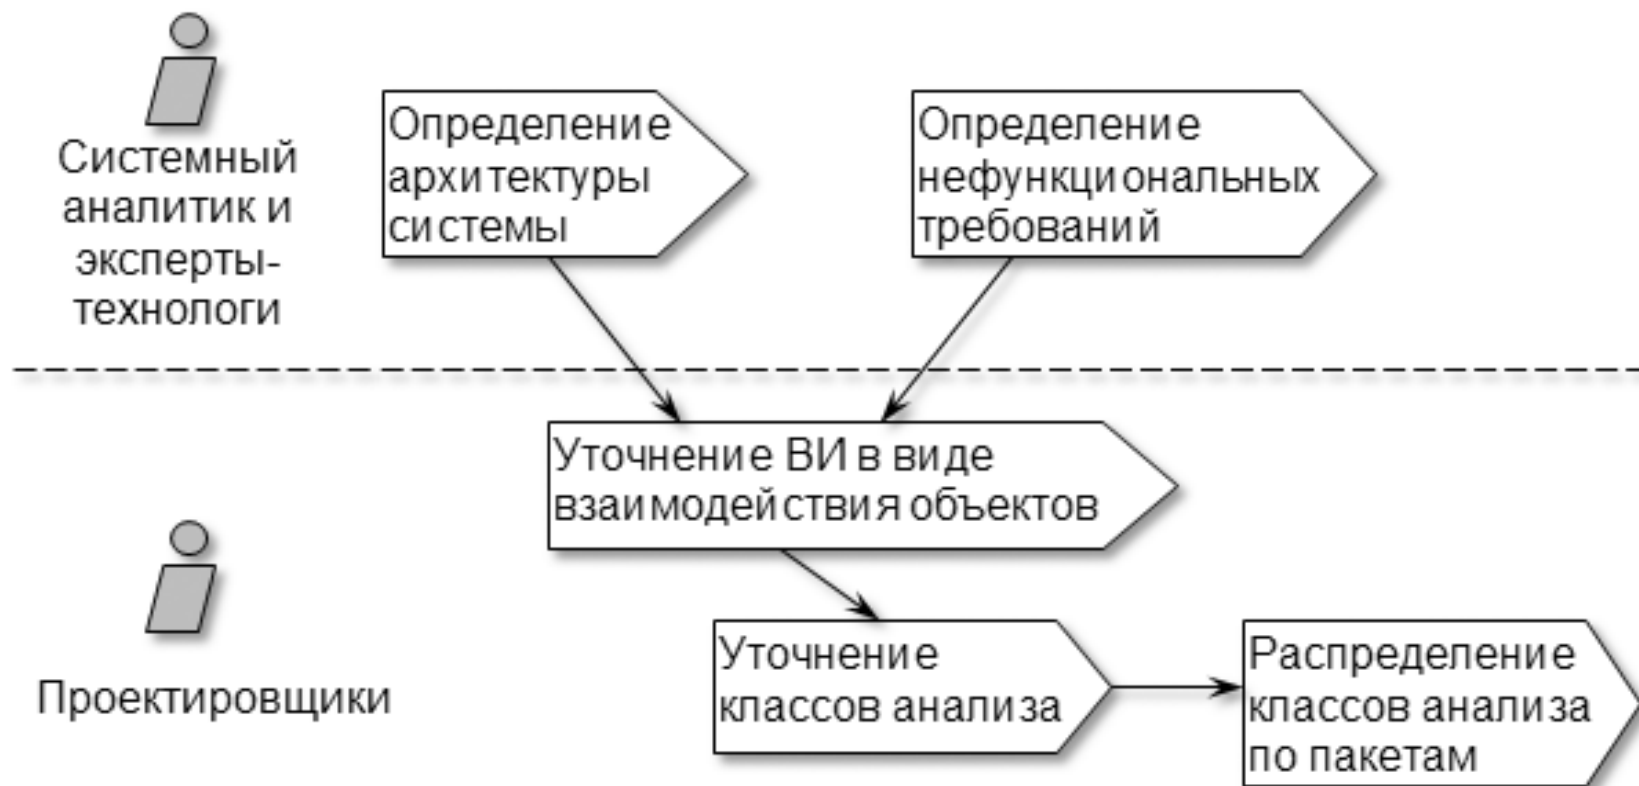 Системный
аналитик и
эксперты-
технологи
Определение
архитектуры
системы
Определение
нефункциональных
требований
Уточнение ВИ в виде
взаимодействия объектов
Проектировщики
Уточнение
классов анализа
Распределение
классов анализа
по пакетам